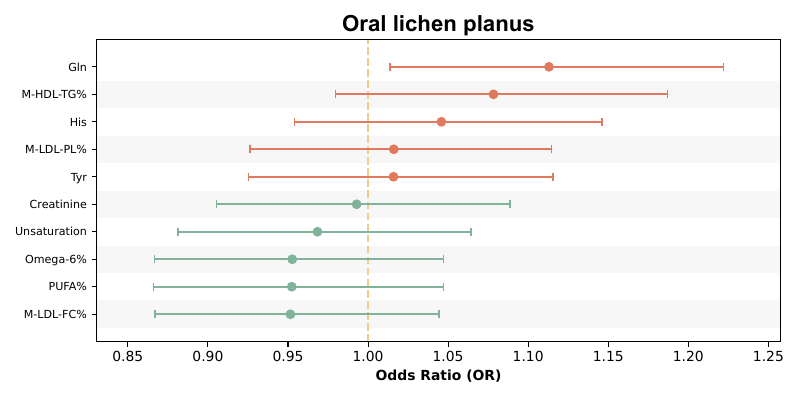 Oral lichen planus
Gln
M-HDL-TG%
His
M-LDL-PL%
Tyr
Creatinine
Unsaturation
Omega-6%
PUFA%
M-LDL-FC%
0.85 0.90 0.95 1.00 1.05 1.10 1.15 1.20 1.25
Odds Ratio (OR)